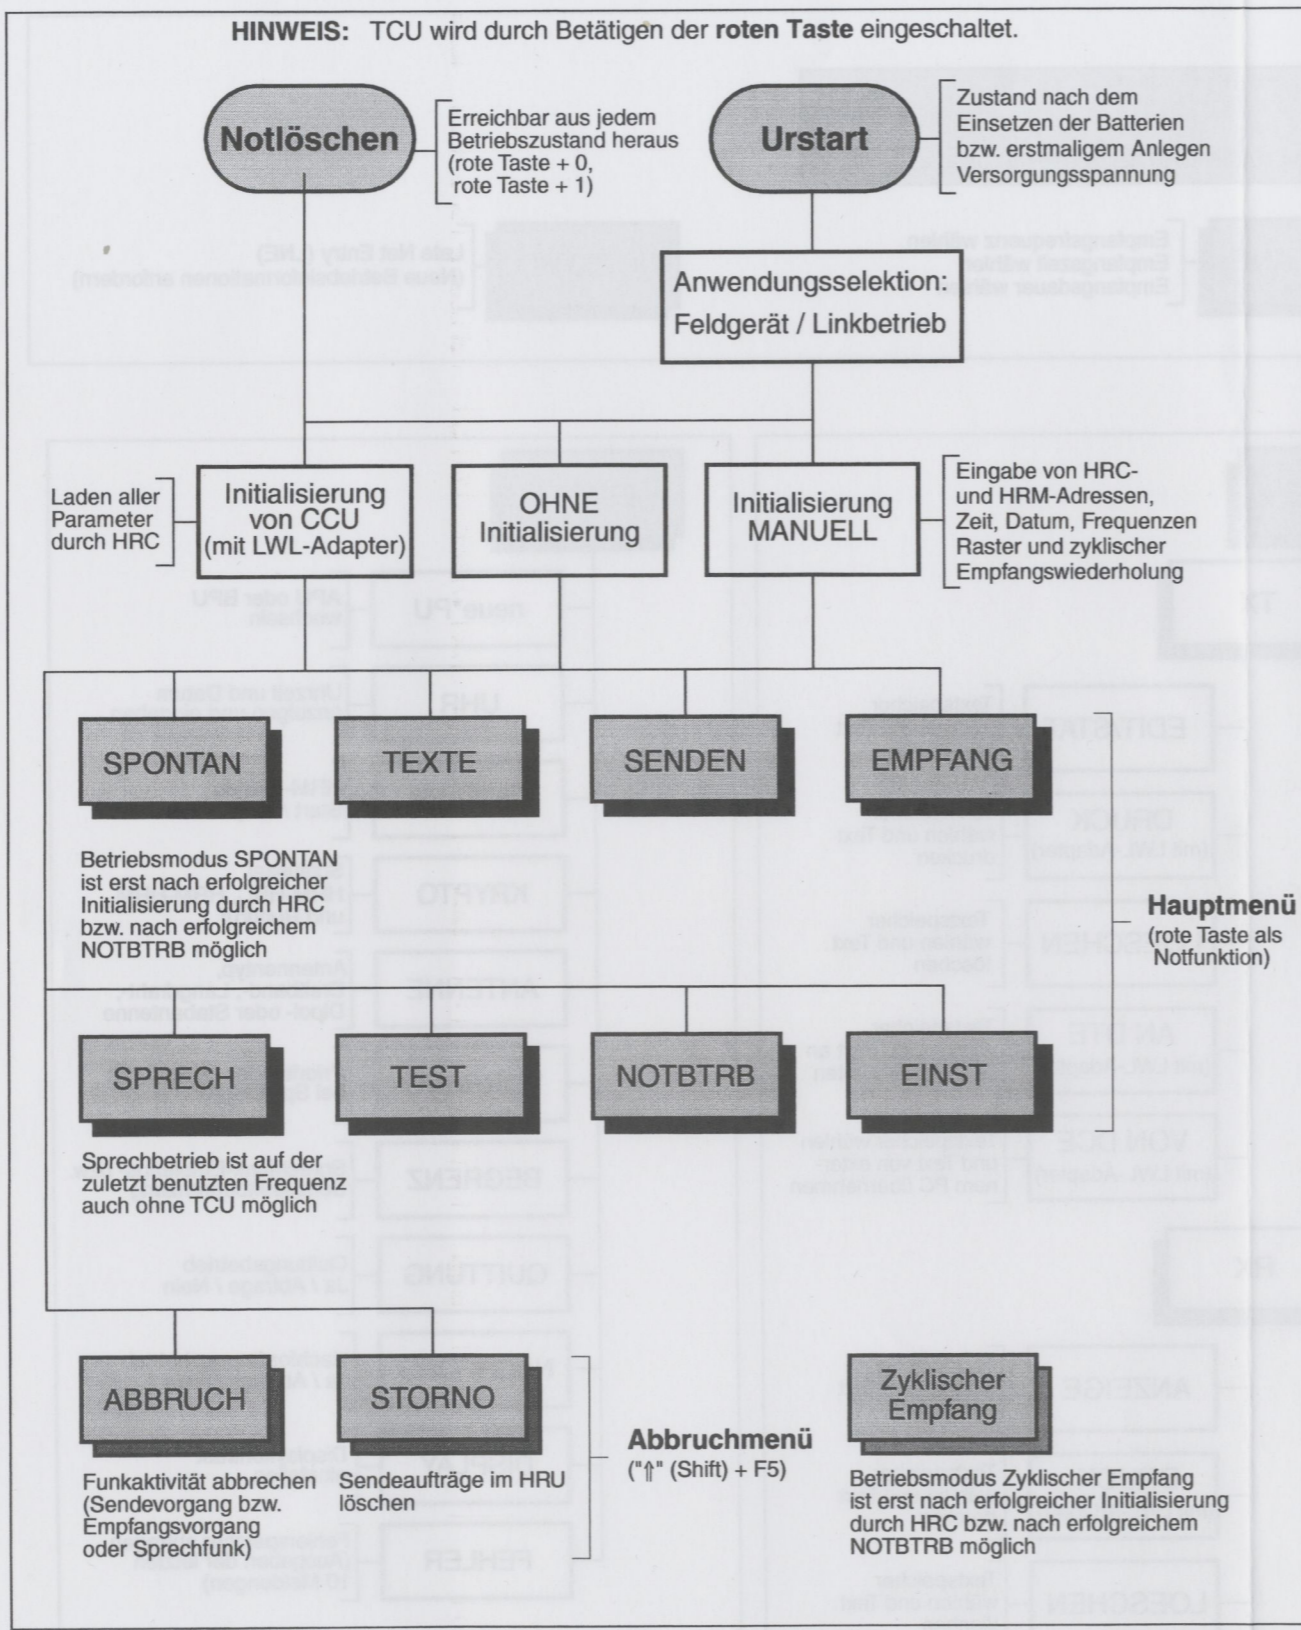 HINWEIS: TCU wird durch Betätigen der roten Taste eingeschaltet.
Notlöschen
Erreichbar aus jedem
Betriebszustand heraus
(rote Taste + 0,
rote Taste + 1)
Urstart
Zustand nach dem
Einsetzen der Batterien
bzw. erstmaligem Anlegen
Versorgungsspannung
Anwendungsselektion:
Feldgerät / Linkbetrieb
Laden aller
Parameter
durch HRC
Initialisierung
von CCU
(mit LWL-Adapter)
OHNE
Initialisierung
Initialisierung
MANUELL
Eingabe von HRC-
und HRM-Adressen,
Zeit, Datum, Frequenzen
Raster und zyklischer
Empfangswiederholung
SPONTAN
TEXTE
SENDEN
EMPFANG
Betriebsmodus SPONTAN
ist erst nach erfolgreicher
Initialisierung durch HRC
bzw. nach erfolgreichem
NOTBTRB möglich
Hauptmenü
(rote Taste als
Notfunktion)
SPRECH
TEST
NOTBTRB
EINST
Sprechbetrieb ist auf der
zuletzt benutzten Frequenz
auch ohne TCU möglich
ABBRUCH
STORNO
Funkaktivität abbrechen
(Sendevorgang bzw.
Empfangsvorgang
oder Sprechfunk)
Sendeaufträge im HRU
löschen
Abbruchmenü
("⇑" (Shift) + F5)
Zyklischer
Empfang
Betriebsmodus Zyklischer Empfang
ist erst nach erfolgreicher Initialisierung
durch HRC bzw. nach erfolgreichem
NOTBTRB möglich